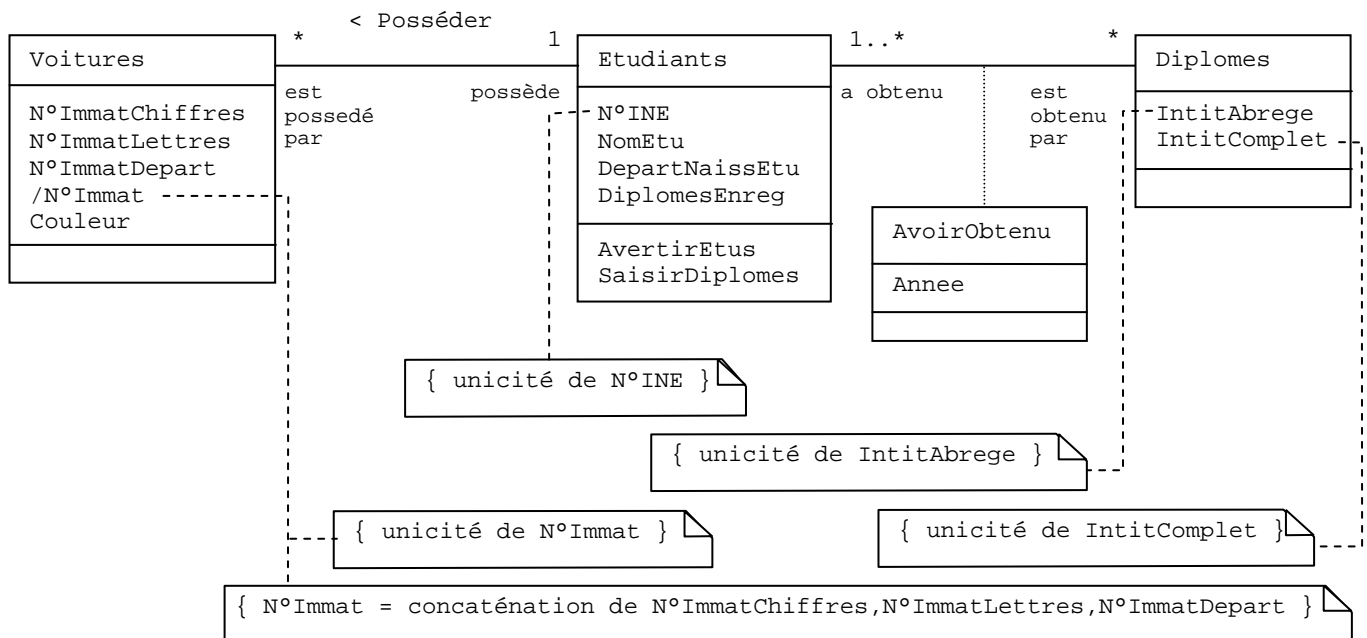 < Posséder
* 1 1..* *
Voitures
N°ImmatChiffres
N°ImmatLettres
N°ImmatDepart
/N°Immat
Couleur
est
possedé
par
possède
Etudiants
N°INE
NomEtu
DepartNaissEtu
DiplomesEnreg
AvertirEtus
SaisirDiplomes
a obtenu
est
obtenu
par
Diplomes
IntitAbrege
IntitComplet
AvoirObtenu
Annee
{ unicité de N°INE }
{ unicité de IntitAbrege }
{ unicité de N°Immat }
{ unicité de IntitComplet }
{ N°Immat = concaténation de N°ImmatChiffres,N°ImmatLettres,N°ImmatDepart }